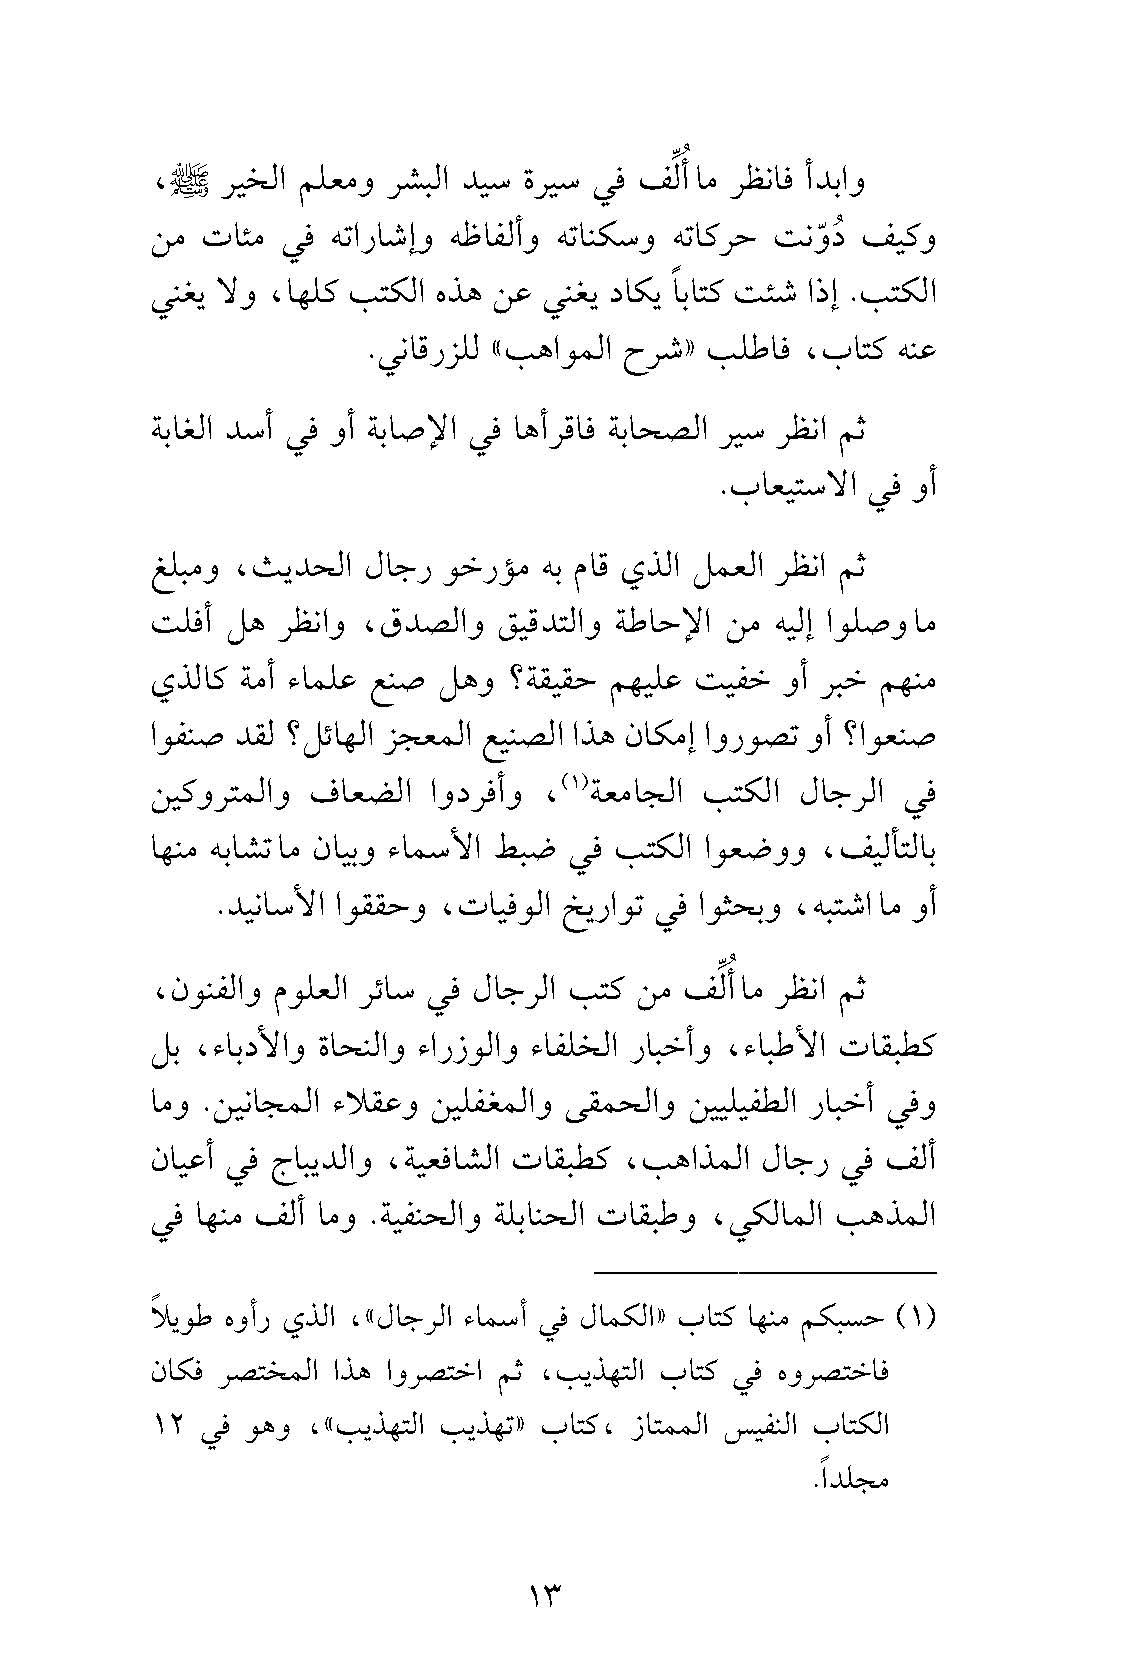 وابدأ فانظر ما أُلِّف في سيرة سيد البشر ومعلم الخير ﷺ،
وكيف دُوّنت حركاته وسكناته وألفاظه وإشاراته في مئات من
الكتب. إذا شئت كتاباً يكاد يغني عن هذه الكتب كلها، ولا يغني
عنه كتاب، فاطلب «شرح المواهب» للزرقاني.
ثم انظر سير الصحابة فاقرأها في الإصابة أو في أسد الغابة
أو في الاستيعاب.
ثم انظر العمل الذي قام به مؤرخو رجال الحديث، ومبلغ
ما وصلوا إليه من الإحاطة والتدقيق والصدق، وانظر هل أفلت
منهم خبر أو خفيت عليهم حقيقة؟ وهل صنع علماء أمة كالذي
صنعوا؟ أو تصوروا إمكان هذا الصنيع المعجز الهائل؟ لقد صنفوا
في الرجال الكتب الجامعة(١)، وأفردوا الضعاف والمتروكين
بالتأليف، ووضعوا الكتب في ضبط الأسماء وبيان ما تشابه منها
أو ما اشتبه، وبحثوا في تواريخ الوفيات، وحققوا الأسانيد.
ثم انظر ما أُلِّف من كتب الرجال في سائر العلوم والفنون،
كطبقات الأطباء، وأخبار الخلفاء والوزراء والنحاة والأدباء، بل
وفي أخبار الطفيليين والحمقى والمغفلين وعقلاء المجانين. وما
ألف في رجال المذاهب، كطبقات الشافعية، والديباج في أعيان
المذهب المالكي، وطبقات الحنابلة والحنفية. وما ألف منها في
(١) حسبكم منها كتاب «الكمال في أسماء الرجال»، الذي رأوه طويلاً
فاختصروه في كتاب التهذيب، ثم اختصروا هذا المختصر فكان
الكتاب النفيس الممتاز ،كتاب «تهذيب التهذيب»، وهو في ١٢
مجلداً.
١٣